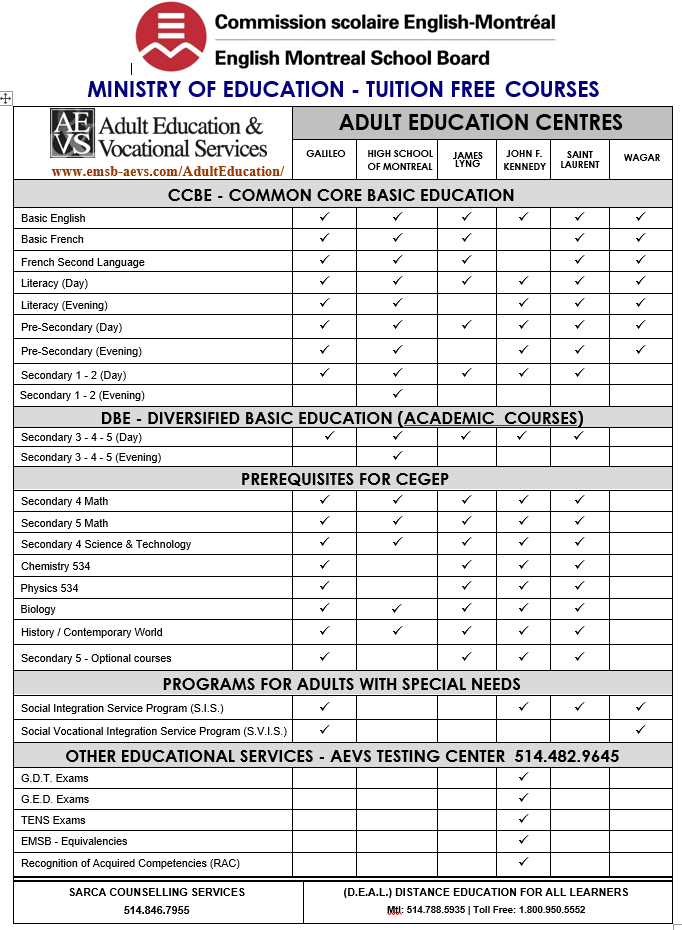 Commission scolaire English-Montréal
English Montreal School Board
MINISTRY OF EDUCATION - TUITION FREE COURSES
AE
VS
Adult Education &
Vocational Services
www.emsb-aevs.com/AdultEducation/
ADULT EDUCATION CENTRES
GALILEO HIGH SCHOOL OF MONTREAL JAMES LYNG JOHN F. KENNEDY SAINT LAURENT WAGAR
CCBE - COMMON CORE BASIC EDUCATION
Basic English ✓ ✓ ✓ ✓ ✓ ✓
Basic French ✓ ✓ ✓ ✓ ✓
French Second Language ✓ ✓ ✓ ✓ ✓
Literacy (Day) ✓ ✓ ✓ ✓ ✓ ✓
Literacy (Evening) ✓ ✓ ✓ ✓ ✓
Pre-Secondary (Day) ✓ ✓ ✓ ✓ ✓ ✓
Pre-Secondary (Evening) ✓ ✓ ✓ ✓ ✓
Secondary 1 - 2 (Day) ✓ ✓ ✓ ✓ ✓
Secondary 1 - 2 (Evening) ✓
DBE - DIVERSIFIED BASIC EDUCATION (ACADEMIC COURSES)
Secondary 3 - 4 - 5 (Day) ✓ ✓ ✓ ✓ ✓
Secondary 3 - 4 - 5 (Evening) ✓
PREREQUISITES FOR CEGEP
Secondary 4 Math ✓ ✓ ✓ ✓ ✓
Secondary 5 Math ✓ ✓ ✓ ✓ ✓
Secondary 4 Science & Technology ✓ ✓ ✓ ✓ ✓
Chemistry 534 ✓ ✓ ✓ ✓
Physics 534 ✓ ✓ ✓ ✓
Biology ✓ ✓ ✓ ✓ ✓
History / Contemporary World ✓ ✓ ✓ ✓ ✓
Secondary 5 - Optional courses ✓ ✓ ✓ ✓
PROGRAMS FOR ADULTS WITH SPECIAL NEEDS
Social Integration Service Program (S.I.S.) ✓ ✓ ✓ ✓
Social Vocational Integration Service Program (S.V.I.S.) ✓ ✓
OTHER EDUCATIONAL SERVICES - AEVS TESTING CENTER 514.482.9645
G.D.T. Exams ✓
G.E.D. Exams ✓
TENS Exams ✓
EMSB - Equivalencies ✓
Recognition of Acquired Competencies (RAC) ✓
SARCA COUNSELLING SERVICES
514.846.7955
(D.E.A.L.) DISTANCE EDUCATION FOR ALL LEARNERS
Mtl: 514.788.5935 | Toll Free: 1.800.950.5552